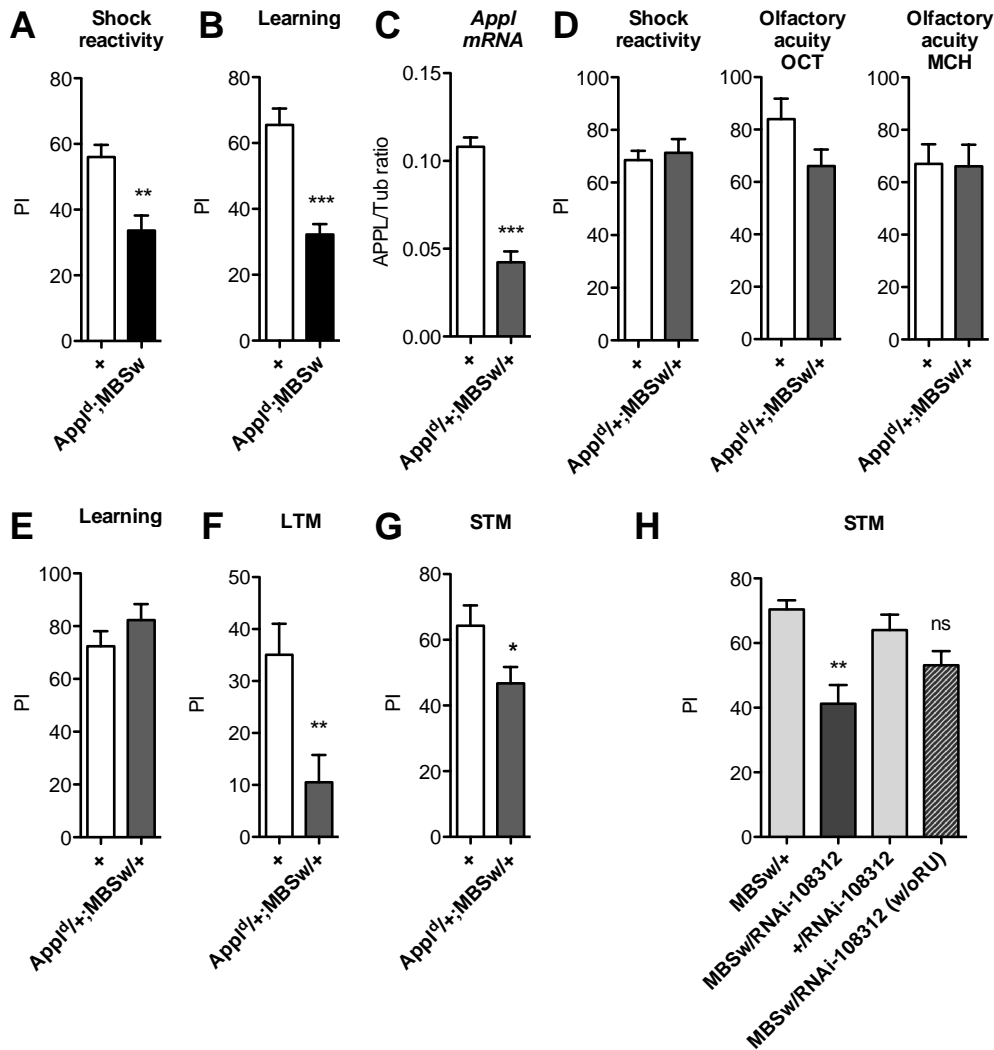 A
Shock
reactivity
80
60
40
20
0
PI
**
+
Appl^d;MBSw
B
Learning
80
60
40
20
0
PI
***
+
Appl^d;MBSw
C
Appl
mRNA
0.15
0.10
0.05
0.00
APPL/Tub ratio
***
+
Appl^d/+;MBSw/+
D
Shock
reactivity
100
80
60
40
20
0
PI
+
Appl^d/+;MBSw/+
Olfactory
acuity
OCT
100
80
60
40
20
0
+
Appl^d/+;MBSw/+
Olfactory
acuity
MCH
100
80
60
40
20
0
+
Appl^d/+;MBSw/+
E
Learning
100
80
60
40
20
0
PI
+
Appl^d/+;MBSw/+
F
LTM
50
40
30
20
10
0
PI
**
+
Appl^d/+;MBSw/+
G
STM
80
60
40
20
0
PI
*
+
Appl^d/+;MBSw/+
H
STM
80
60
40
20
0
PI
**
ns
MBSw/+
MBSw/RNAi-108312
+/RNAi-108312
MBSw/RNAi-108312 (w/oRU)